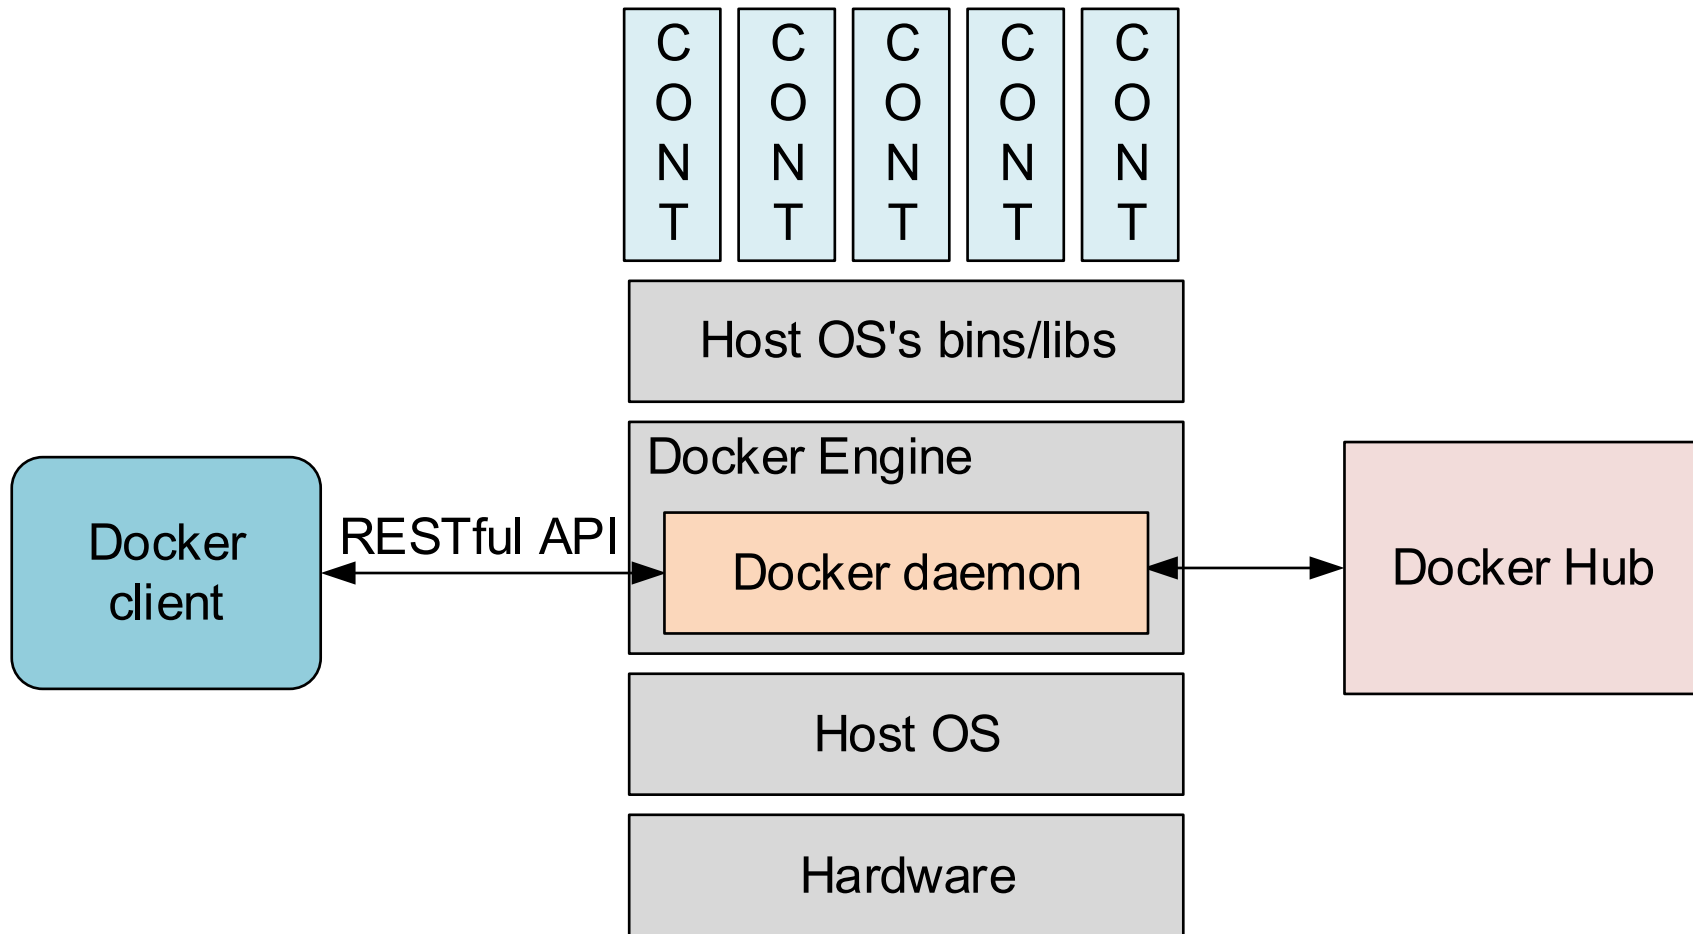 C C C C C
O O O O O
N N N N N
T T T T T
Host OS's bins/libs
Docker Engine
Docker
client
RESTful API
Docker daemon
Docker Hub
Host OS
Hardware